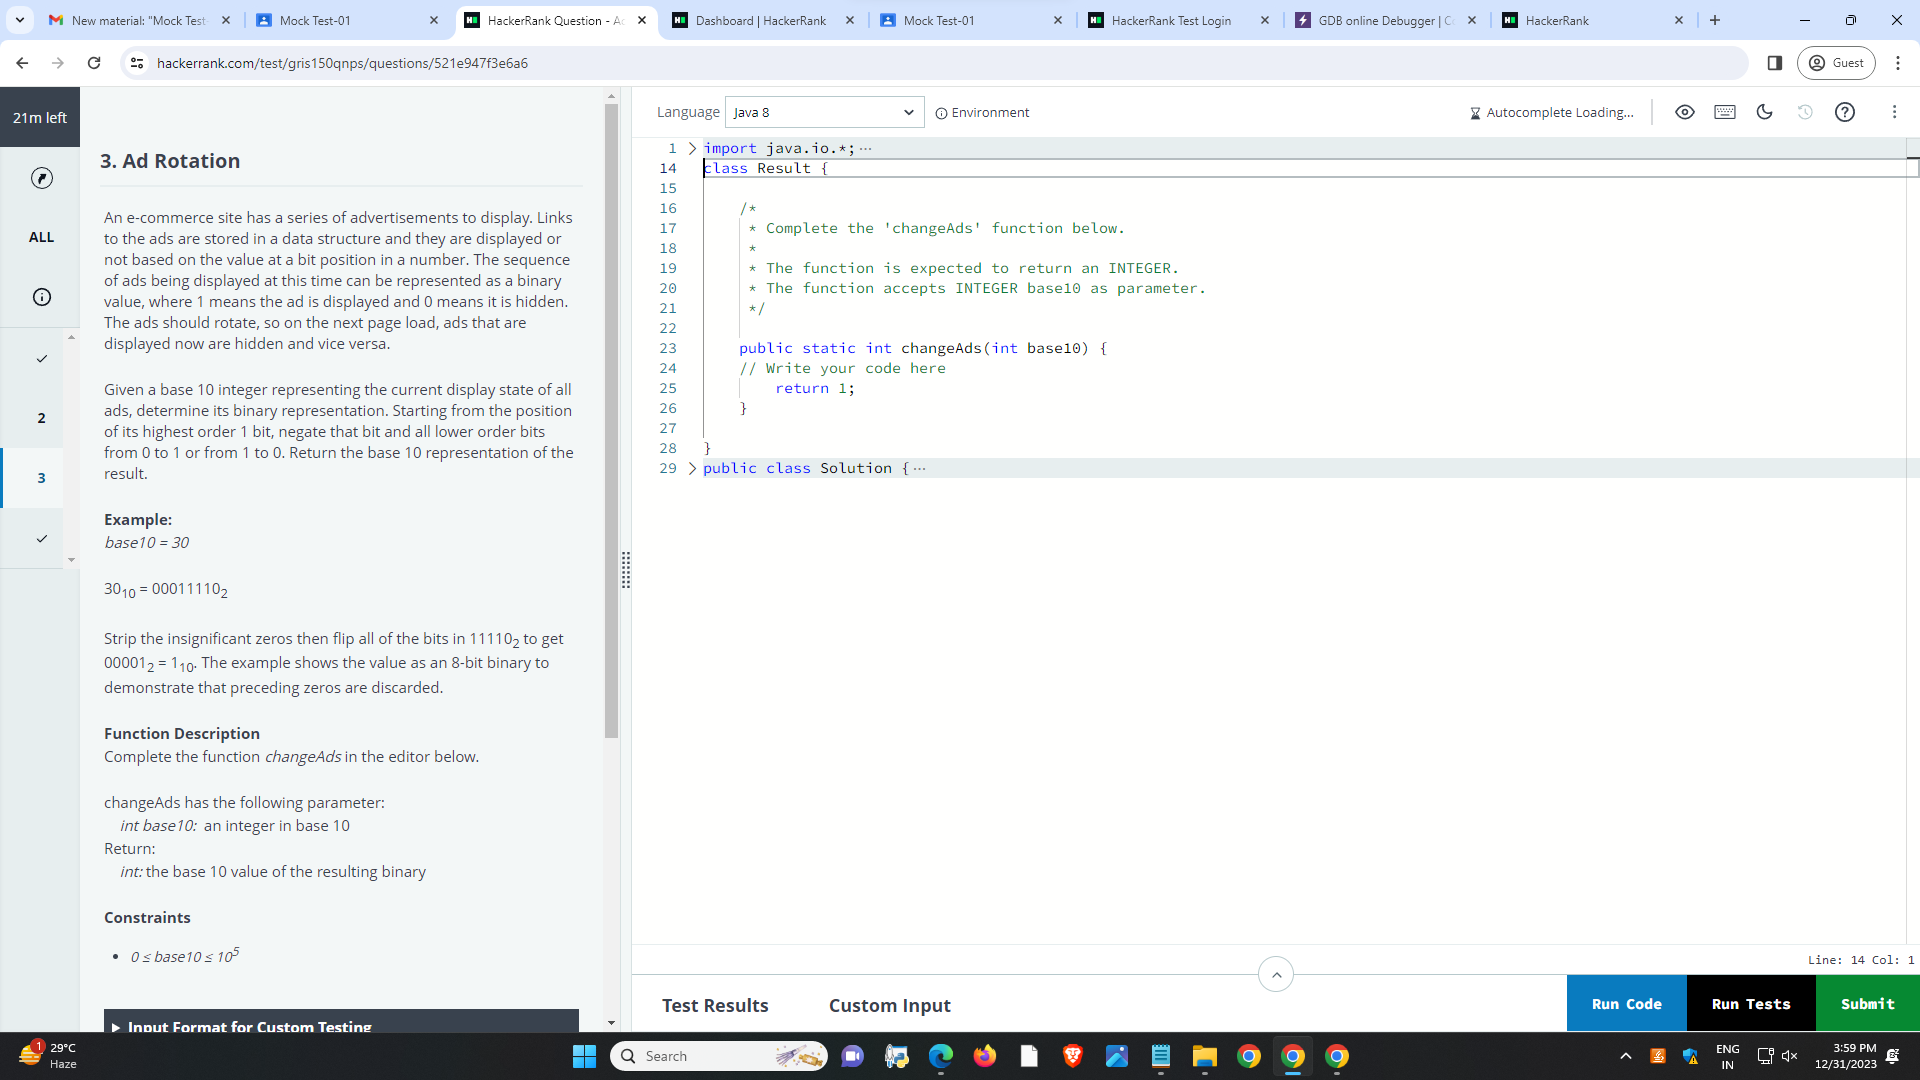 New material: "Mock Test
Mock Test-01
HackerRank Question - Ad
Dashboard | HackerRank
Mock Test-01
HackerRank Test Login
GDB online Debugger | C
HackerRank
hackerrank.com/test/gris150qnps/questions/521e947f3e6a6
Guest
21m left
ALL
2
3
3. Ad Rotation
An e-commerce site has a series of advertisements to display. Links
to the ads are stored in a data structure and they are displayed or
not based on the value at a bit position in a number. The sequence
of ads being displayed at this time can be represented as a binary
value, where 1 means the ad is displayed and 0 means it is hidden.
The ads should rotate, so on the next page load, ads that are
displayed now are hidden and vice versa.
Given a base 10 integer representing the current display state of all
ads, determine its binary representation. Starting from the position
of its highest order 1 bit, negate that bit and all lower order bits
from 0 to 1 or from 1 to 0. Return the base 10 representation of the
result.
Example:
base10 = 30
30₁₀ = 00011110₂
Strip the insignificant zeros then flip all of the bits in 11110₂ to get
00001₂ = 1₁₀. The example shows the value as an 8-bit binary to
demonstrate that preceding zeros are discarded.
Function Description
Complete the function changeAds in the editor below.
changeAds has the following parameter:
int base10: an integer in base 10
Return:
int: the base 10 value of the resulting binary
Constraints
• 0 ≤ base10 ≤ 10⁵
Input Format for Custom Testing
Language Java 8 Environment
Autocomplete Loading...
1 import java.io.*; ...
14 class Result {
15
16 /*
17 * Complete the 'changeAds' function below.
18 *
19 * The function is expected to return an INTEGER.
20 * The function accepts INTEGER base10 as parameter.
21 */
22
23 public static int changeAds(int base10) {
24 // Write your code here
25 return 1;
26 }
27
28 }
29 public class Solution { ...
Line: 14 Col: 1
Test Results
Custom Input
Run Code
Run Tests
Submit
1
29°C
Haze
Search
ENG
IN
3:59 PM
12/31/2023